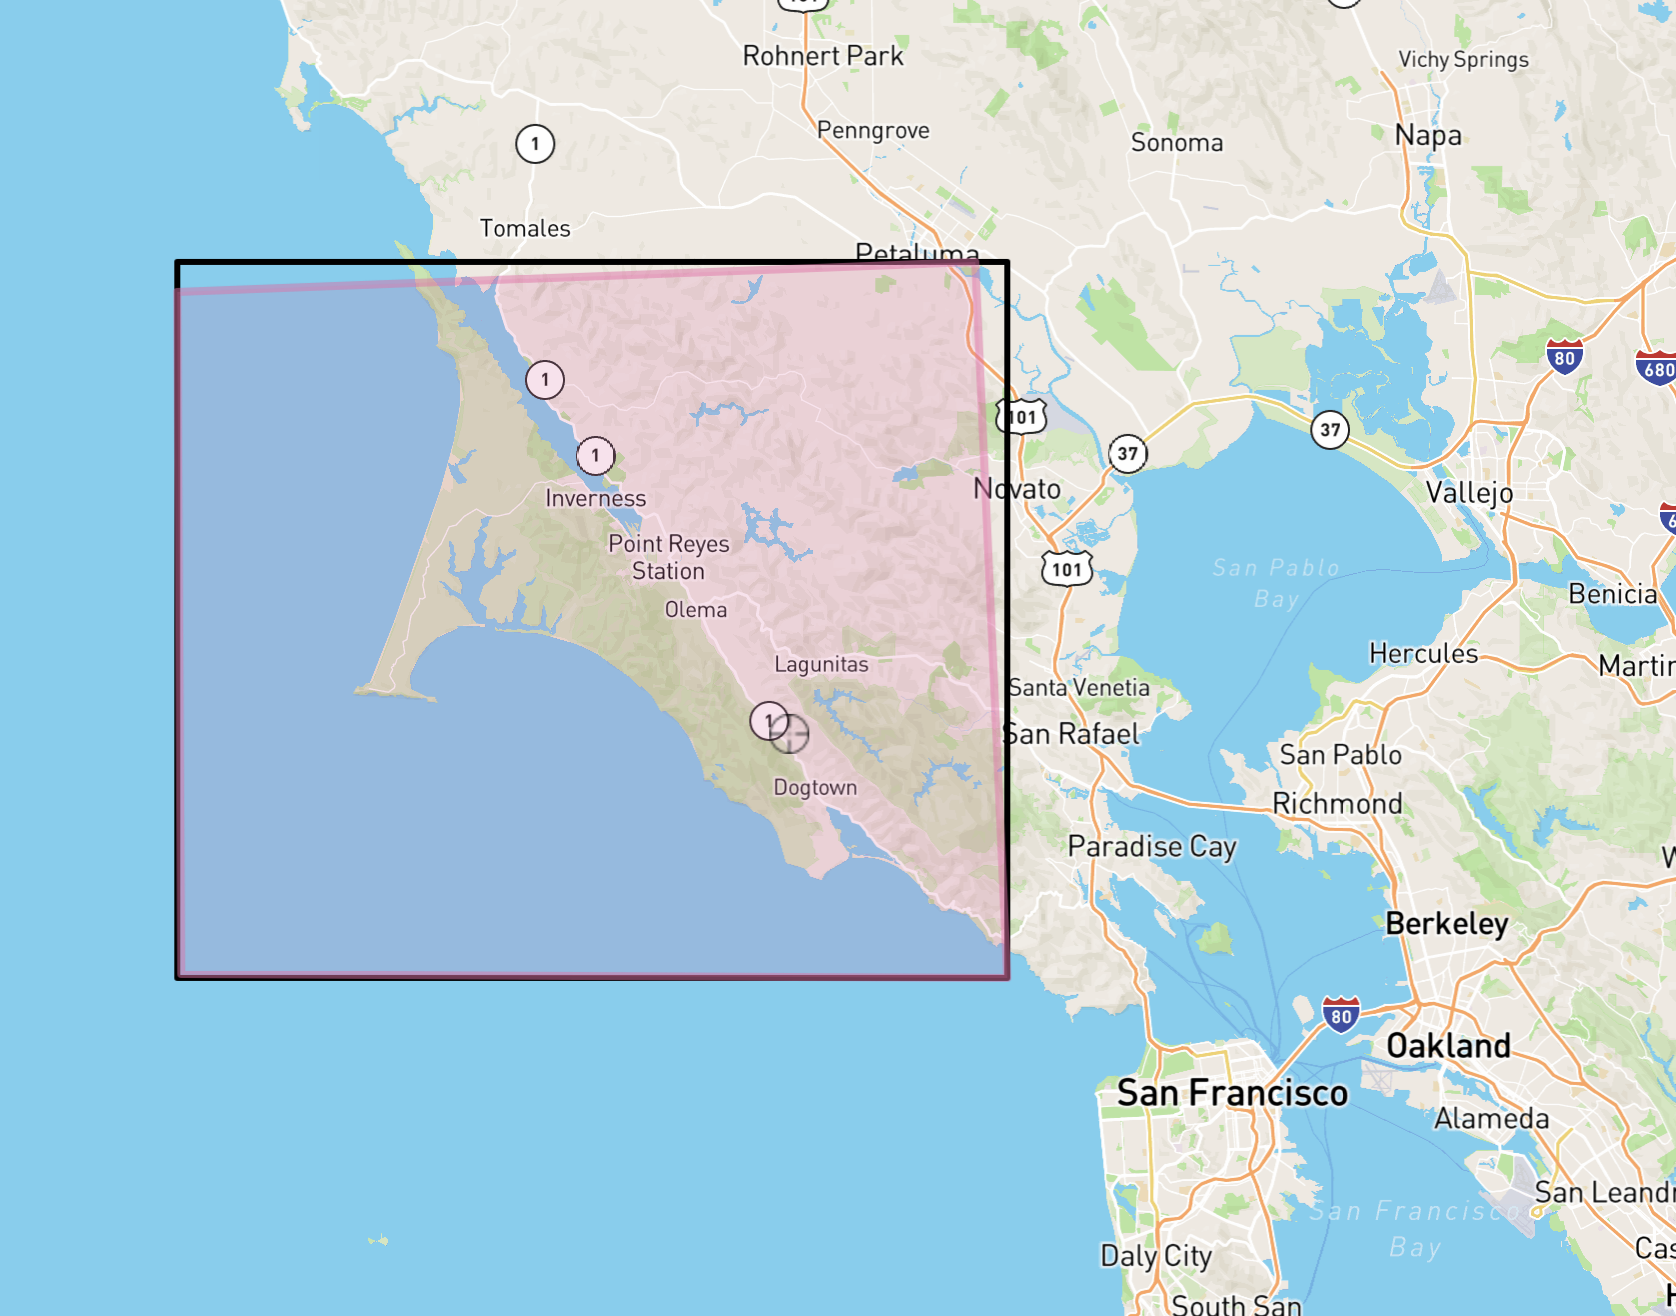 Rohnert Park
Vichy Springs
Penngrove
Napa
Sonoma
1
Tomales
Petaluma
80
680
1
101
37
37
1
Novato
Vallejo
Inverness
Point Reyes
Station
101
San Pablo
Bay
Benicia
Olema
Hercules
Lagunitas
Santa Venetia
1
San Rafael
San Pablo
Dogtown
Richmond
Paradise Cay
Berkeley
80
Oakland
San Francisco
Alameda
San Francisco
Bay
Daly City
South San